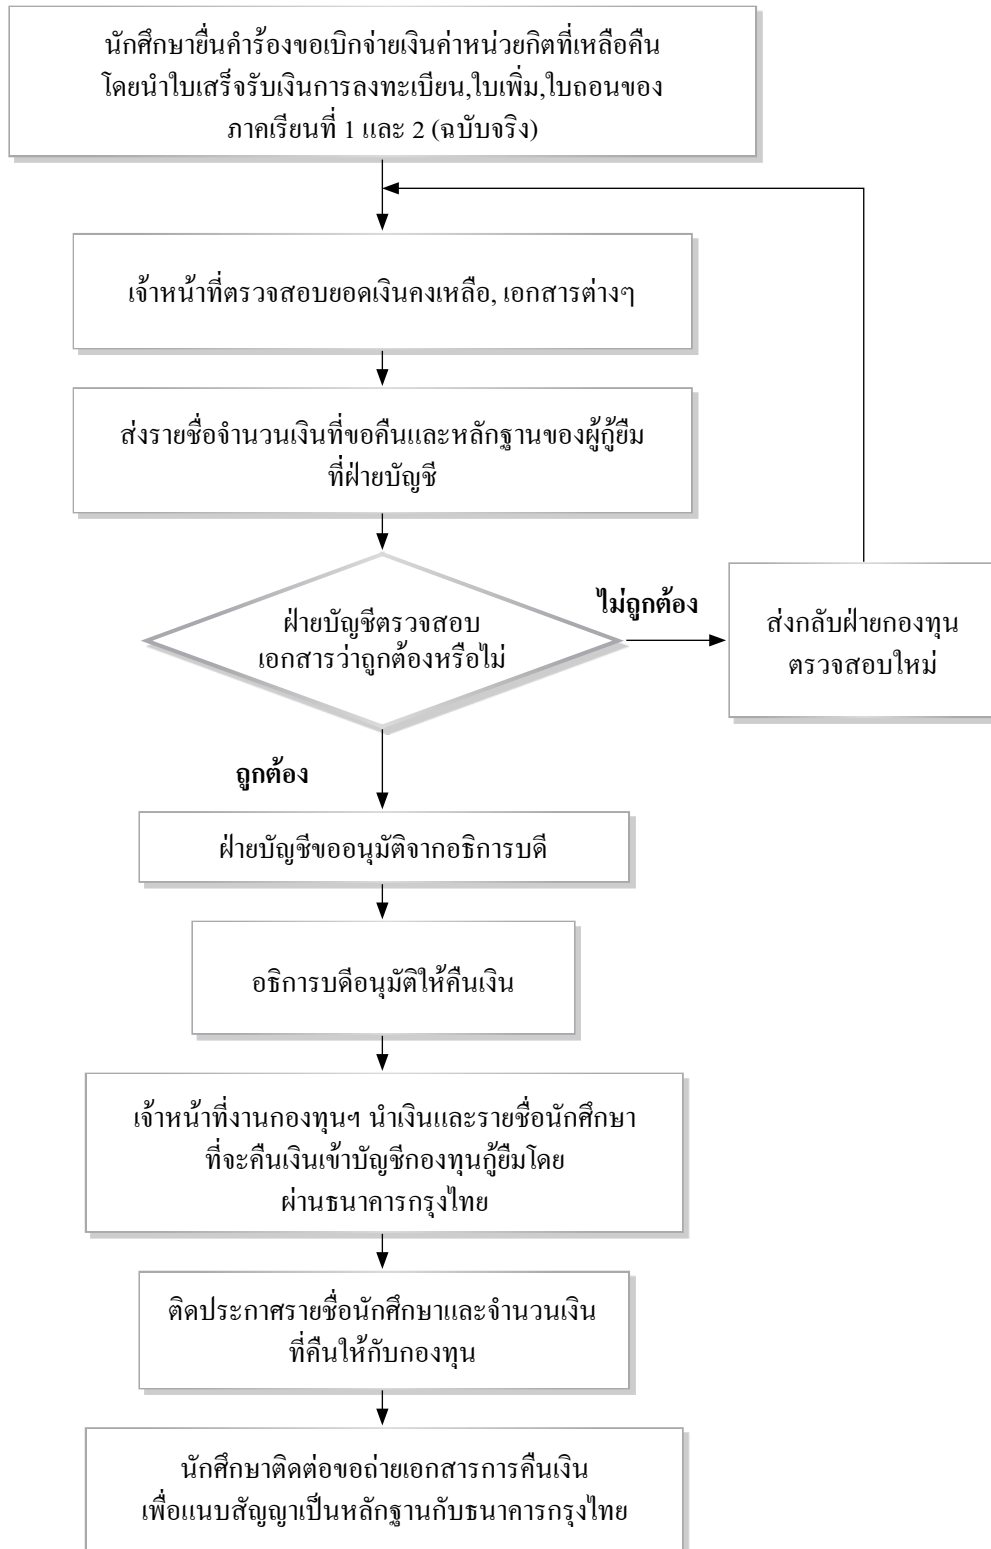 นักศึกษายื่นคำร้องขอเบิกจ่ายเงินค่าหน่วยกิตที่เหลือคืน
โดยนำใบเสร็จรับเงินการลงทะเบียน,ใบเพิ่ม,ใบถอนของ
ภาคเรียนที่ 1 และ 2 (ฉบับจริง)
เจ้าหน้าที่ตรวจสอบยอดเงินคงเหลือ, เอกสารต่างๆ
ส่งรายชื่อจำนวนเงินที่ขอคืนและหลักฐานของผู้กู้ยืม
ที่ฝ่ายบัญชี
ฝ่ายบัญชีตรวจสอบ
เอกสารว่าถูกต้องหรือไม่
ไม่ถูกต้อง
ส่งกลับฝ่ายกองทุน
ตรวจสอบใหม่
ถูกต้อง
ฝ่ายบัญชีขออนุมัติจากอธิการบดี
อธิการบดีอนุมัติให้คืนเงิน
เจ้าหน้าที่งานกองทุนฯ นำเงินและรายชื่อนักศึกษา
ที่จะคืนเงินเข้าบัญชีกองทุนกู้ยืมโดย
ผ่านธนาคารกรุงไทย
ติดประกาศรายชื่อนักศึกษาและจำนวนเงิน
ที่คืนให้กับกองทุน
นักศึกษาติดต่อขอถ่ายเอกสารการคืนเงิน
เพื่อแนบสัญญาเป็นหลักฐานกับธนาคารกรุงไทย